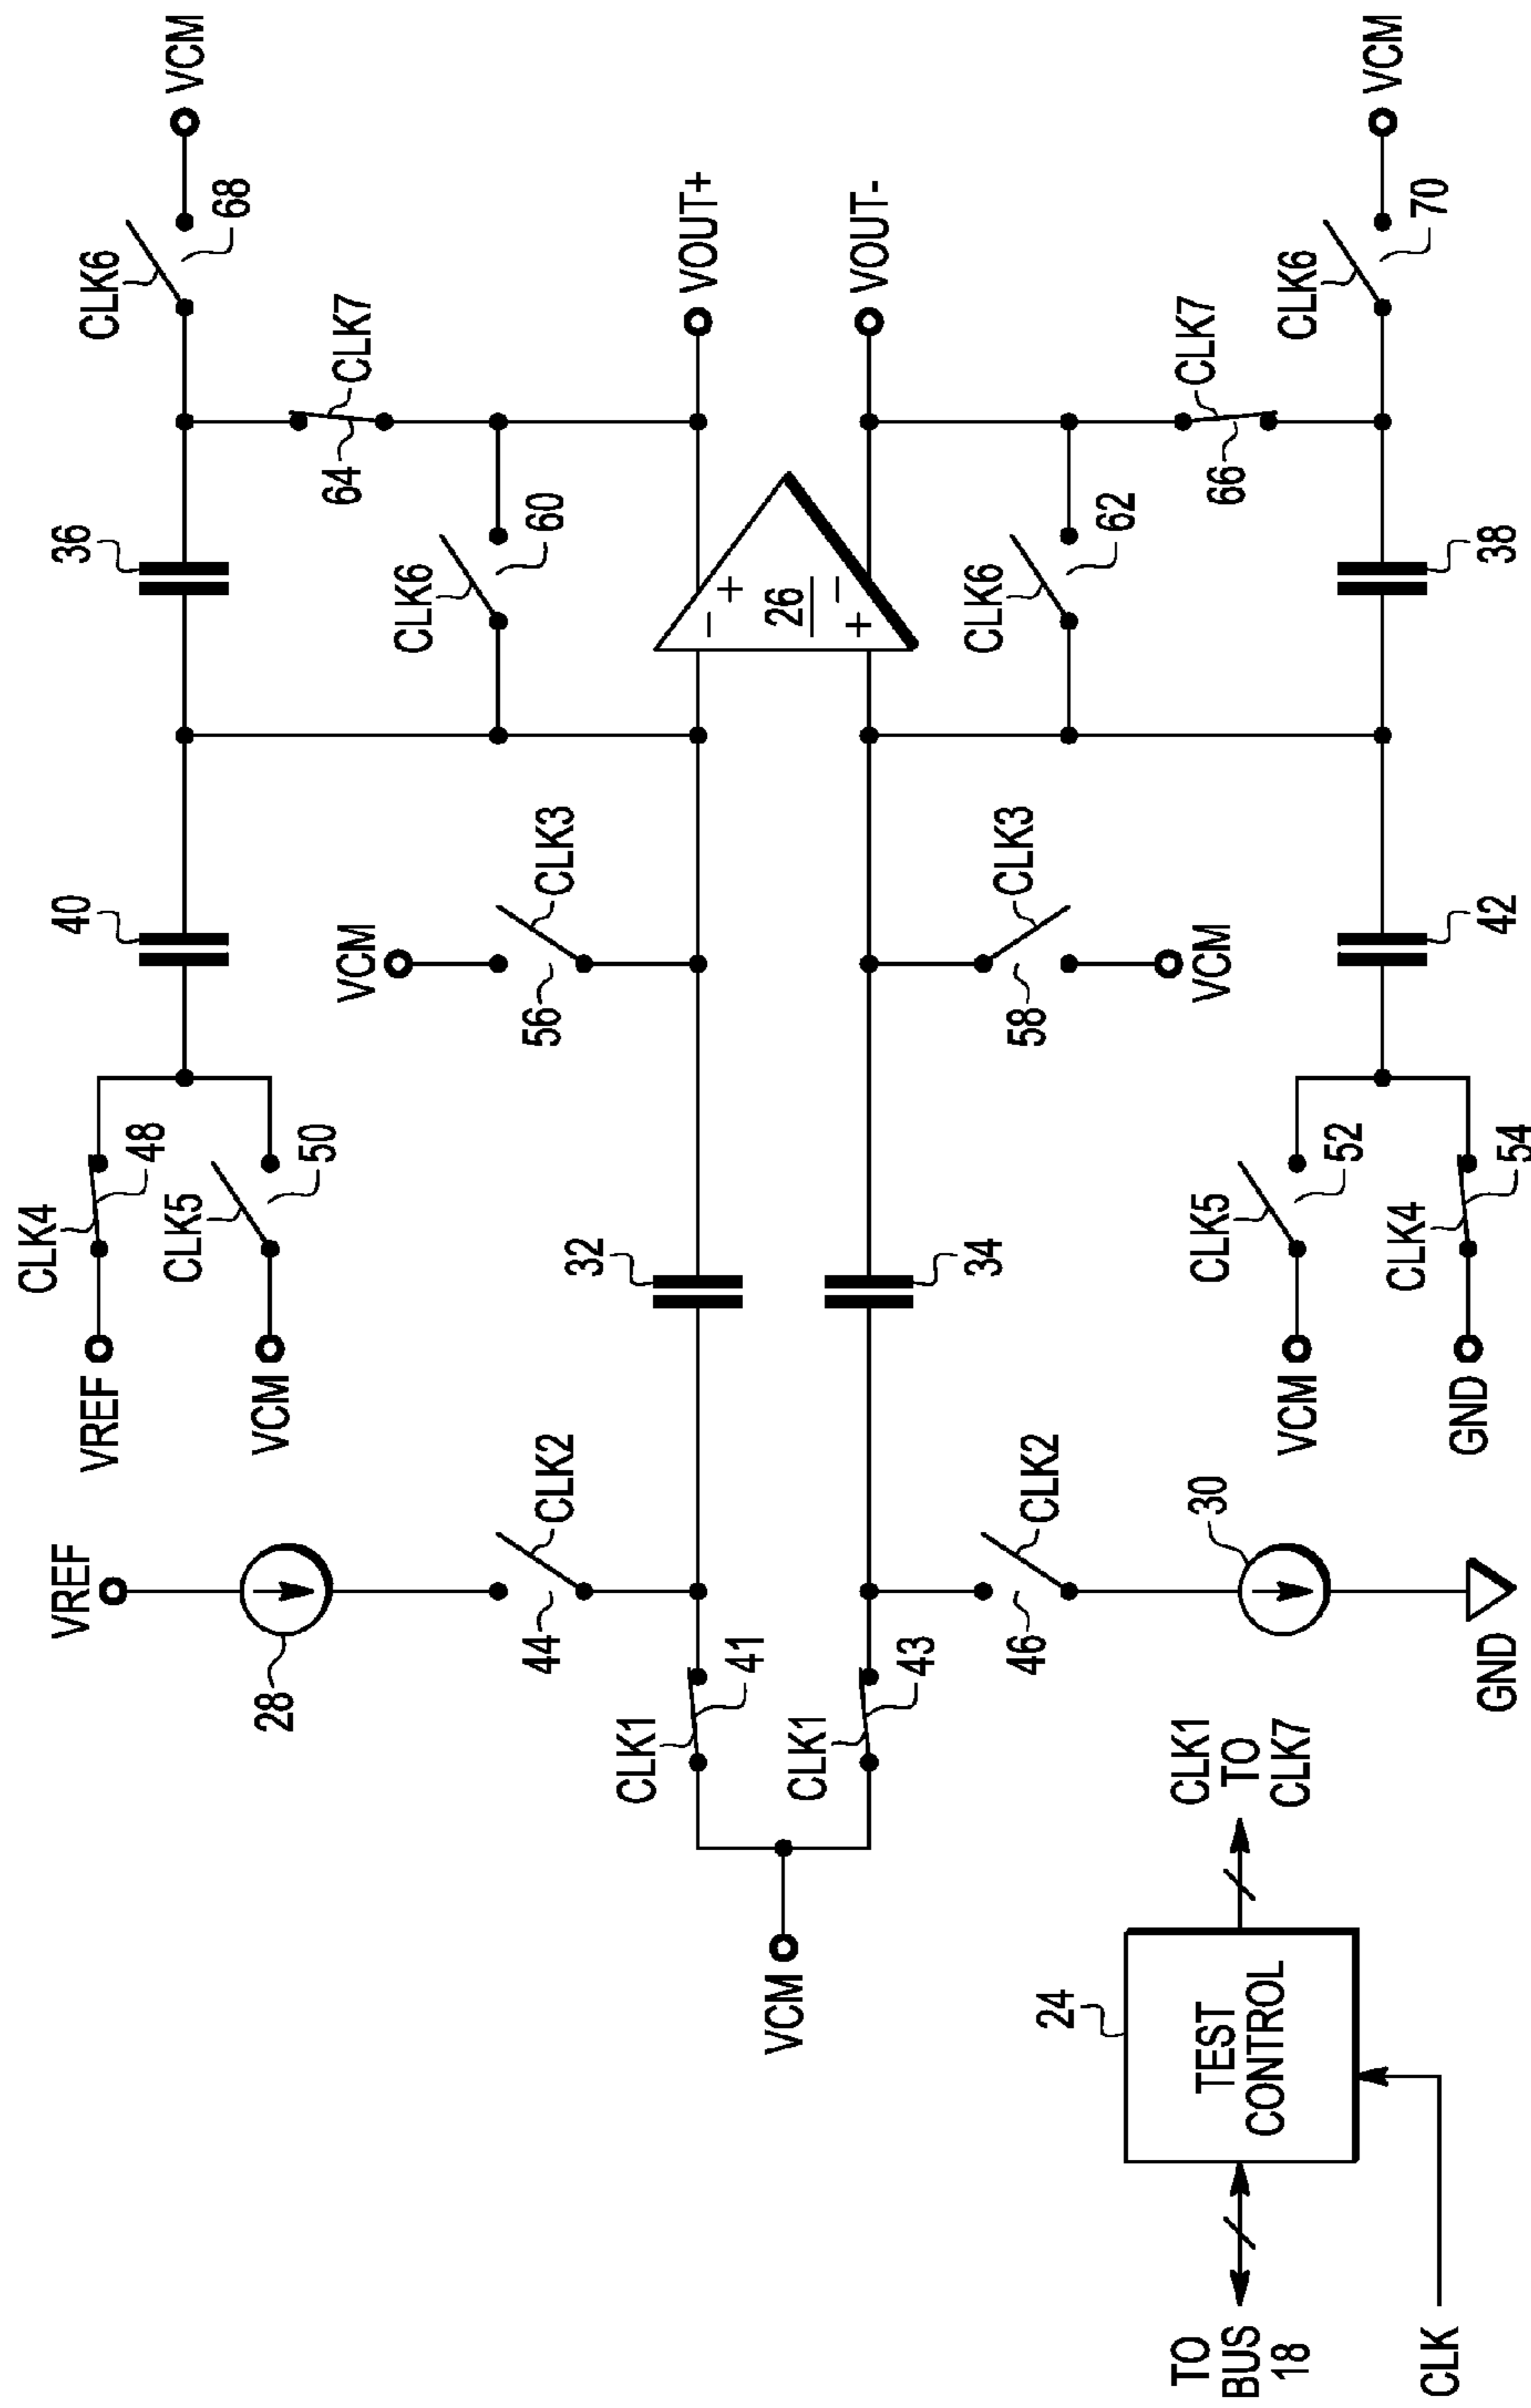 CLK6
68
VCM
36
CLK7
64
60
CLK6
VOUT+
40
CLK4
48
VREF
CLK5
50
VCM
VCM
CLK3
56
-
+
26
-
+
VREF
28
CLK2
44
32
CLK1
41
VCM
CLK1
43
34
VOUT-
CLK2
46
30
GND
CLK3
58
VCM
CLK6
62
CLK7
66
CLK5
52
VCM
CLK4
54
GND
42
38
CLK6
70
VCM
24
TEST
CONTROL
TO
BUS
18
CLK
CLK1
TO
CLK7